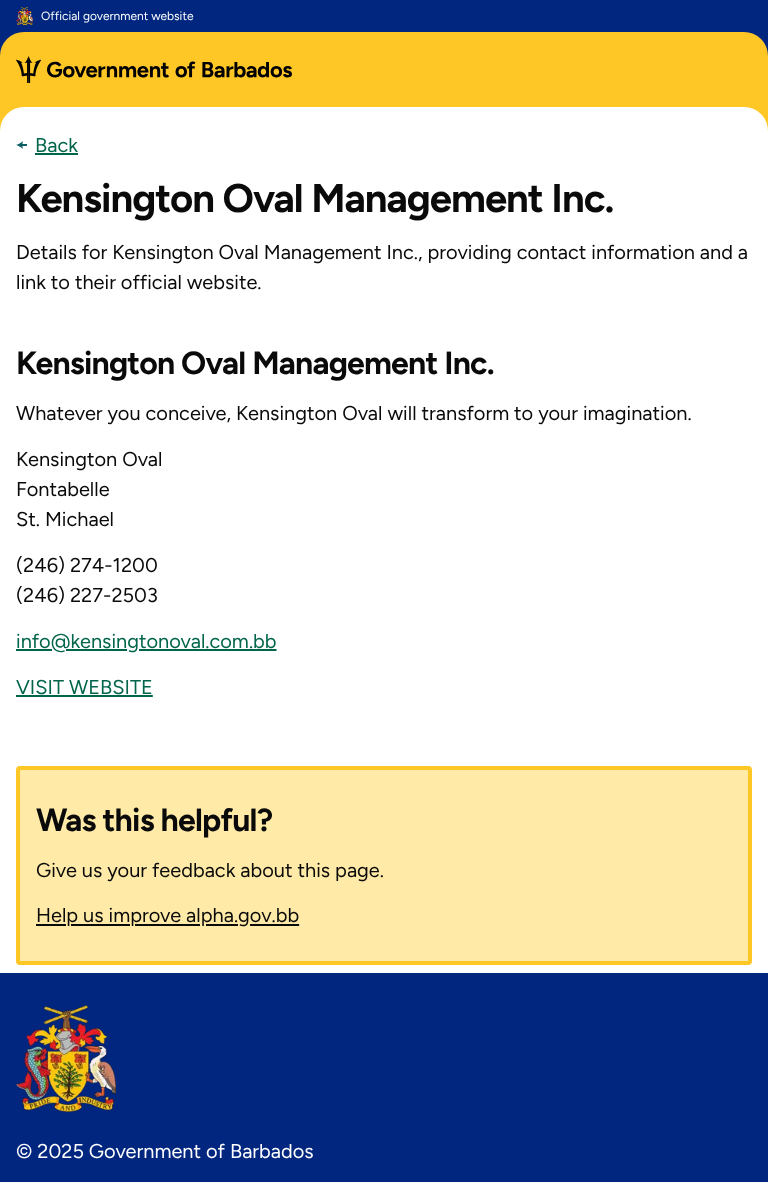 Official government website
Government of Barbados
Back
Kensington Oval Management Inc.
Details for Kensington Oval Management Inc., providing contact information and a
link to their official website.
Kensington Oval Management Inc.
Whatever you conceive, Kensington Oval will transform to your imagination.
Kensington Oval
Fontabelle
St. Michael
(246) 274-1200
(246) 227-2503
info@kensingtonoval.com.bb
VISIT WEBSITE
Was this helpful?
Give us your feedback about this page.
Help us improve alpha.gov.bb
PRIDE AND INDUSTRY
© 2025 Government of Barbados